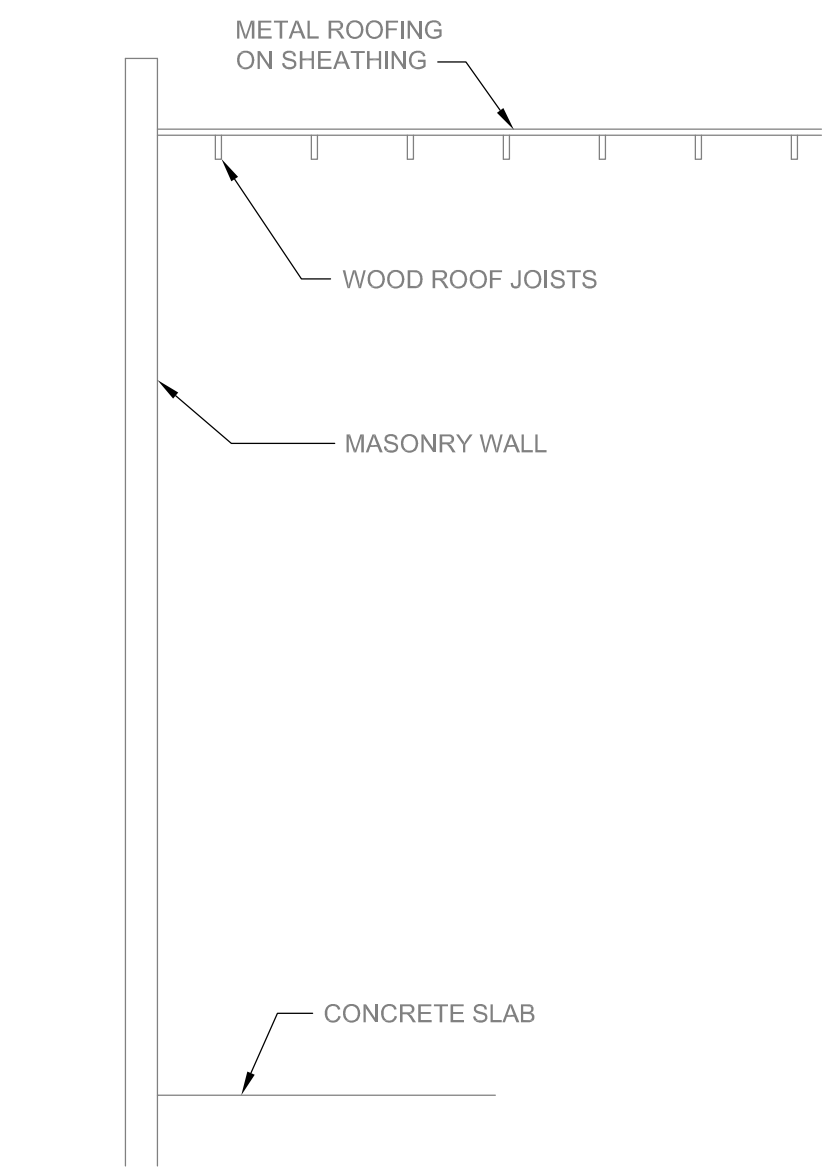 METAL ROOFING
ON SHEATHING
WOOD ROOF JOISTS
MASONRY WALL
CONCRETE SLAB